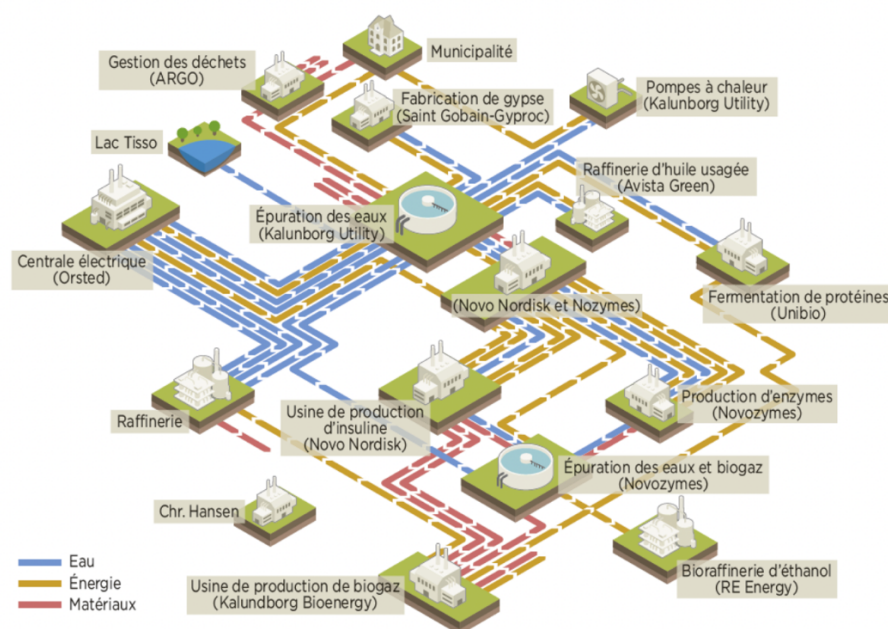 Municipalité
Gestion des déchets
(ARGO)
Pompes à chaleur
(Kalunborg Utility)
Fabrication de gypse
(Saint Gobain-Gyproc)
Lac Tisso
Raffinerie d'huile usagée
(Avista Green)
Épuration des eaux
(Kalunborg Utility)
Centrale électrique
(Orsted)
(Novo Nordisk et Nozymes)
Fermentation de protéines
(Unibio)
Raffinerie
Usine de production
d'insuline
(Novo Nordisk)
Production d'enzymes
(Novozymes)
Épuration des eaux et biogaz
(Novozymes)
Chr. Hansen
Bioraffinerie d'éthanol
(RE Energy)
Usine de production de biogaz
(Kalundborg Bioenergy)
Eau
Énergie
Matériaux